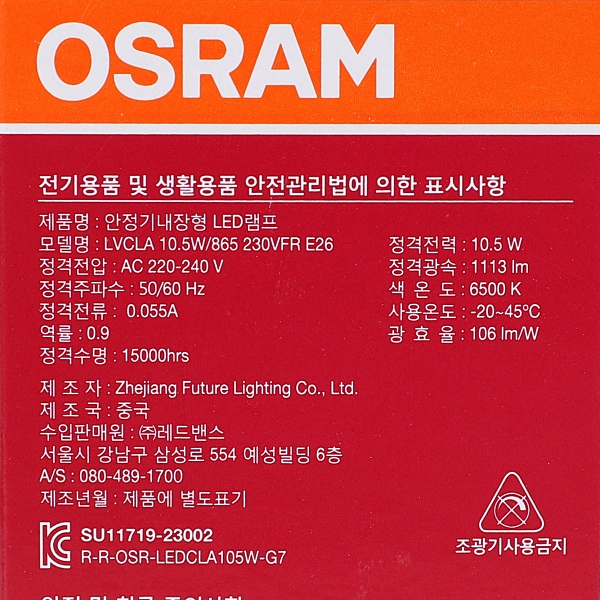 OSRAM
전기용품 및 생활용품 안전관리법에 의한 표시사항
제품명 : 안정기내장형 LED램프
모델명 : LVCLA 10.5W/865 230VFR E26
정격전압 : AC 220-240 V
정격주파수 : 50/60 Hz
정격전류 : 0.055A
역률 : 0.9
정격수명 : 15000hrs
정격전력 : 10.5 W
정격광속 : 1113 lm
색 온 도 : 6500 K
사용온도 : -20~45°C
광 효 율 : 106 lm/W
제 조 자 : Zhejiang Future Lighting Co., Ltd.
제 조 국 : 중국
수입판매원 : ㈜레드밴스
서울시 강남구 삼성로 554 예성빌딩 6층
A/S : 080-489-1700
제조년월 : 제품에 별도표기
SU11719-23002
R-R-OSR-LEDCLA105W-G7
조광기사용금지